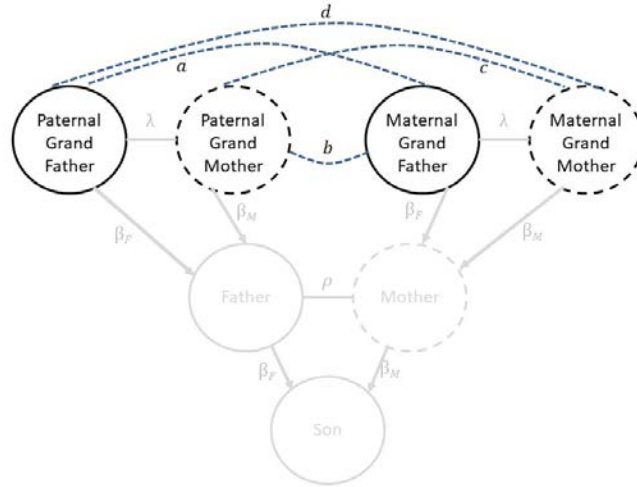 d
a
c
Paternal
Grand
Father
λ
Paternal
Grand
Mother
b
Maternal
Grand
Father
λ
Maternal
Grand
Mother
β_F
β_M
β_F
β_M
Father
ρ
Mother
β_F
β_M
Son